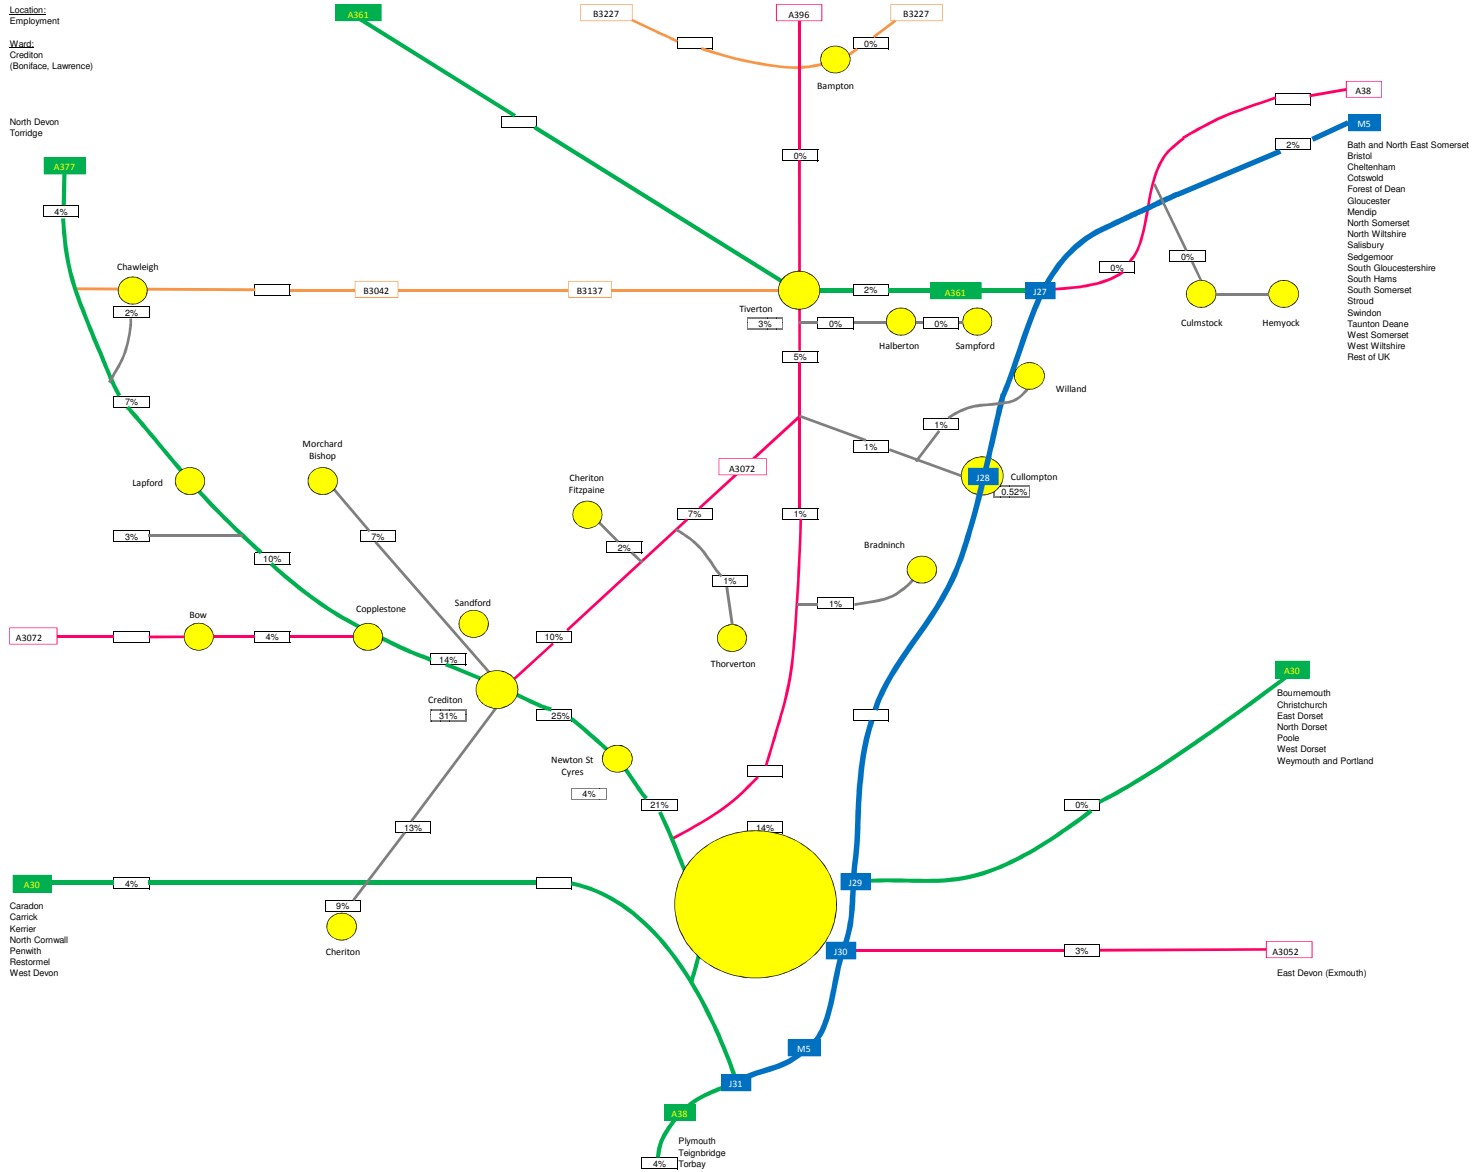 Location:
Employment
Ward:
Crediton
(Boniface, Lawrence)
North Devon
Torridge
A361
B3227
A396
B3227
0%
Bampton
A38
M5
2%
Bath and North East Somerset
Bristol
Cheltenham
Cotswold
Forest of Dean
Gloucester
Mendip
North Somerset
North Wiltshire
Salisbury
Sedgemoor
South Gloucestershire
South Hams
South Somerset
Stroud
Swindon
Taunton Deane
West Somerset
West Wiltshire
Rest of UK
A377
4%
0%
0%
0%
Chawleigh
2%
B3042
B3137
Tiverton
3%
2%
A361
J27
0%
Halberton
0%
Sampford
Culmstock
Hemyock
5%
Willand
7%
1%
1%
Morchard
Bishop
Lapford
A3072
J28
Cullompton
0.52%
Cheriton
Fitzpaine
7%
1%
3%
7%
2%
Bradninch
10%
1%
1%
Bow
Copplestone
Sandford
A3072
4%
10%
Thorverton
14%
Crediton
31%
25%
A30
Bournemouth
Christchurch
East Dorset
North Dorset
Poole
West Dorset
Weymouth and Portland
Newton St
Cyres
4%
21%
0%
13%
14%
A30
4%
J29
Caradon
Carrick
Kerrier
North Cornwall
Penwith
Restormel
West Devon
9%
Cheriton
J30
3%
A3052
East Devon (Exmouth)
M5
J31
A38
Plymouth
Teignbridge
4%
Torbay